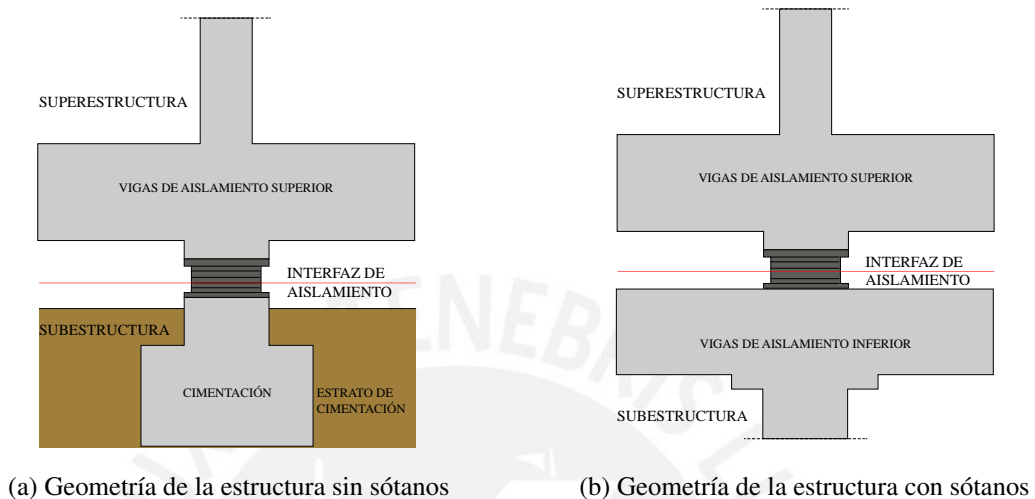 SUPERESTRUCTURA
VIGAS DE AISLAMIENTO SUPERIOR
INTERFAZ DE
AISLAMIENTO
SUBESTRUCTURA
CIMENTACIÓN
ESTRATO DE
CIMENTACIÓN
(a) Geometría de la estructura sin sótanos
SUPERESTRUCTURA
VIGAS DE AISLAMIENTO SUPERIOR
INTERFAZ DE
AISLAMIENTO
VIGAS DE AISLAMIENTO INFERIOR
SUBESTRUCTURA
(b) Geometría de la estructura con sótanos